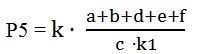 P5 = k · a+b+d+e+f
c ·k1